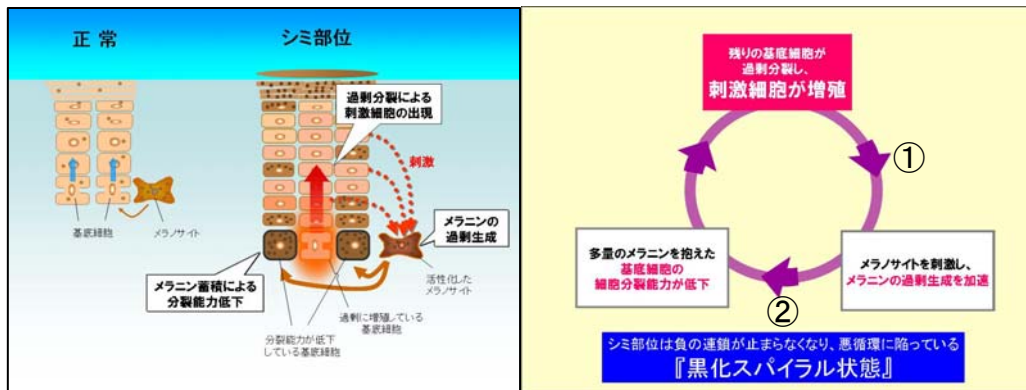 正常
シミ部位
過剰分裂による
刺激細胞の出現
刺激
メラニンの
過剰生成
基底細胞
メラノサイト
メラニン蓄積による
分裂能力低下
活性化した
メラノサイト
過剰に増殖している
基底細胞
分裂能力が低下
している基底細胞
残りの基底細胞が
過剰分裂し、
刺激細胞が増殖
①
メラノサイトを刺激し、
メラニンの過剰生成を加速
②
多量のメラニンを抱えた
基底細胞の
細胞分裂能力が低下
シミ部位は負の連鎖が止まらなくなり、悪循環に陥っている
『黒化スパイラル状態』